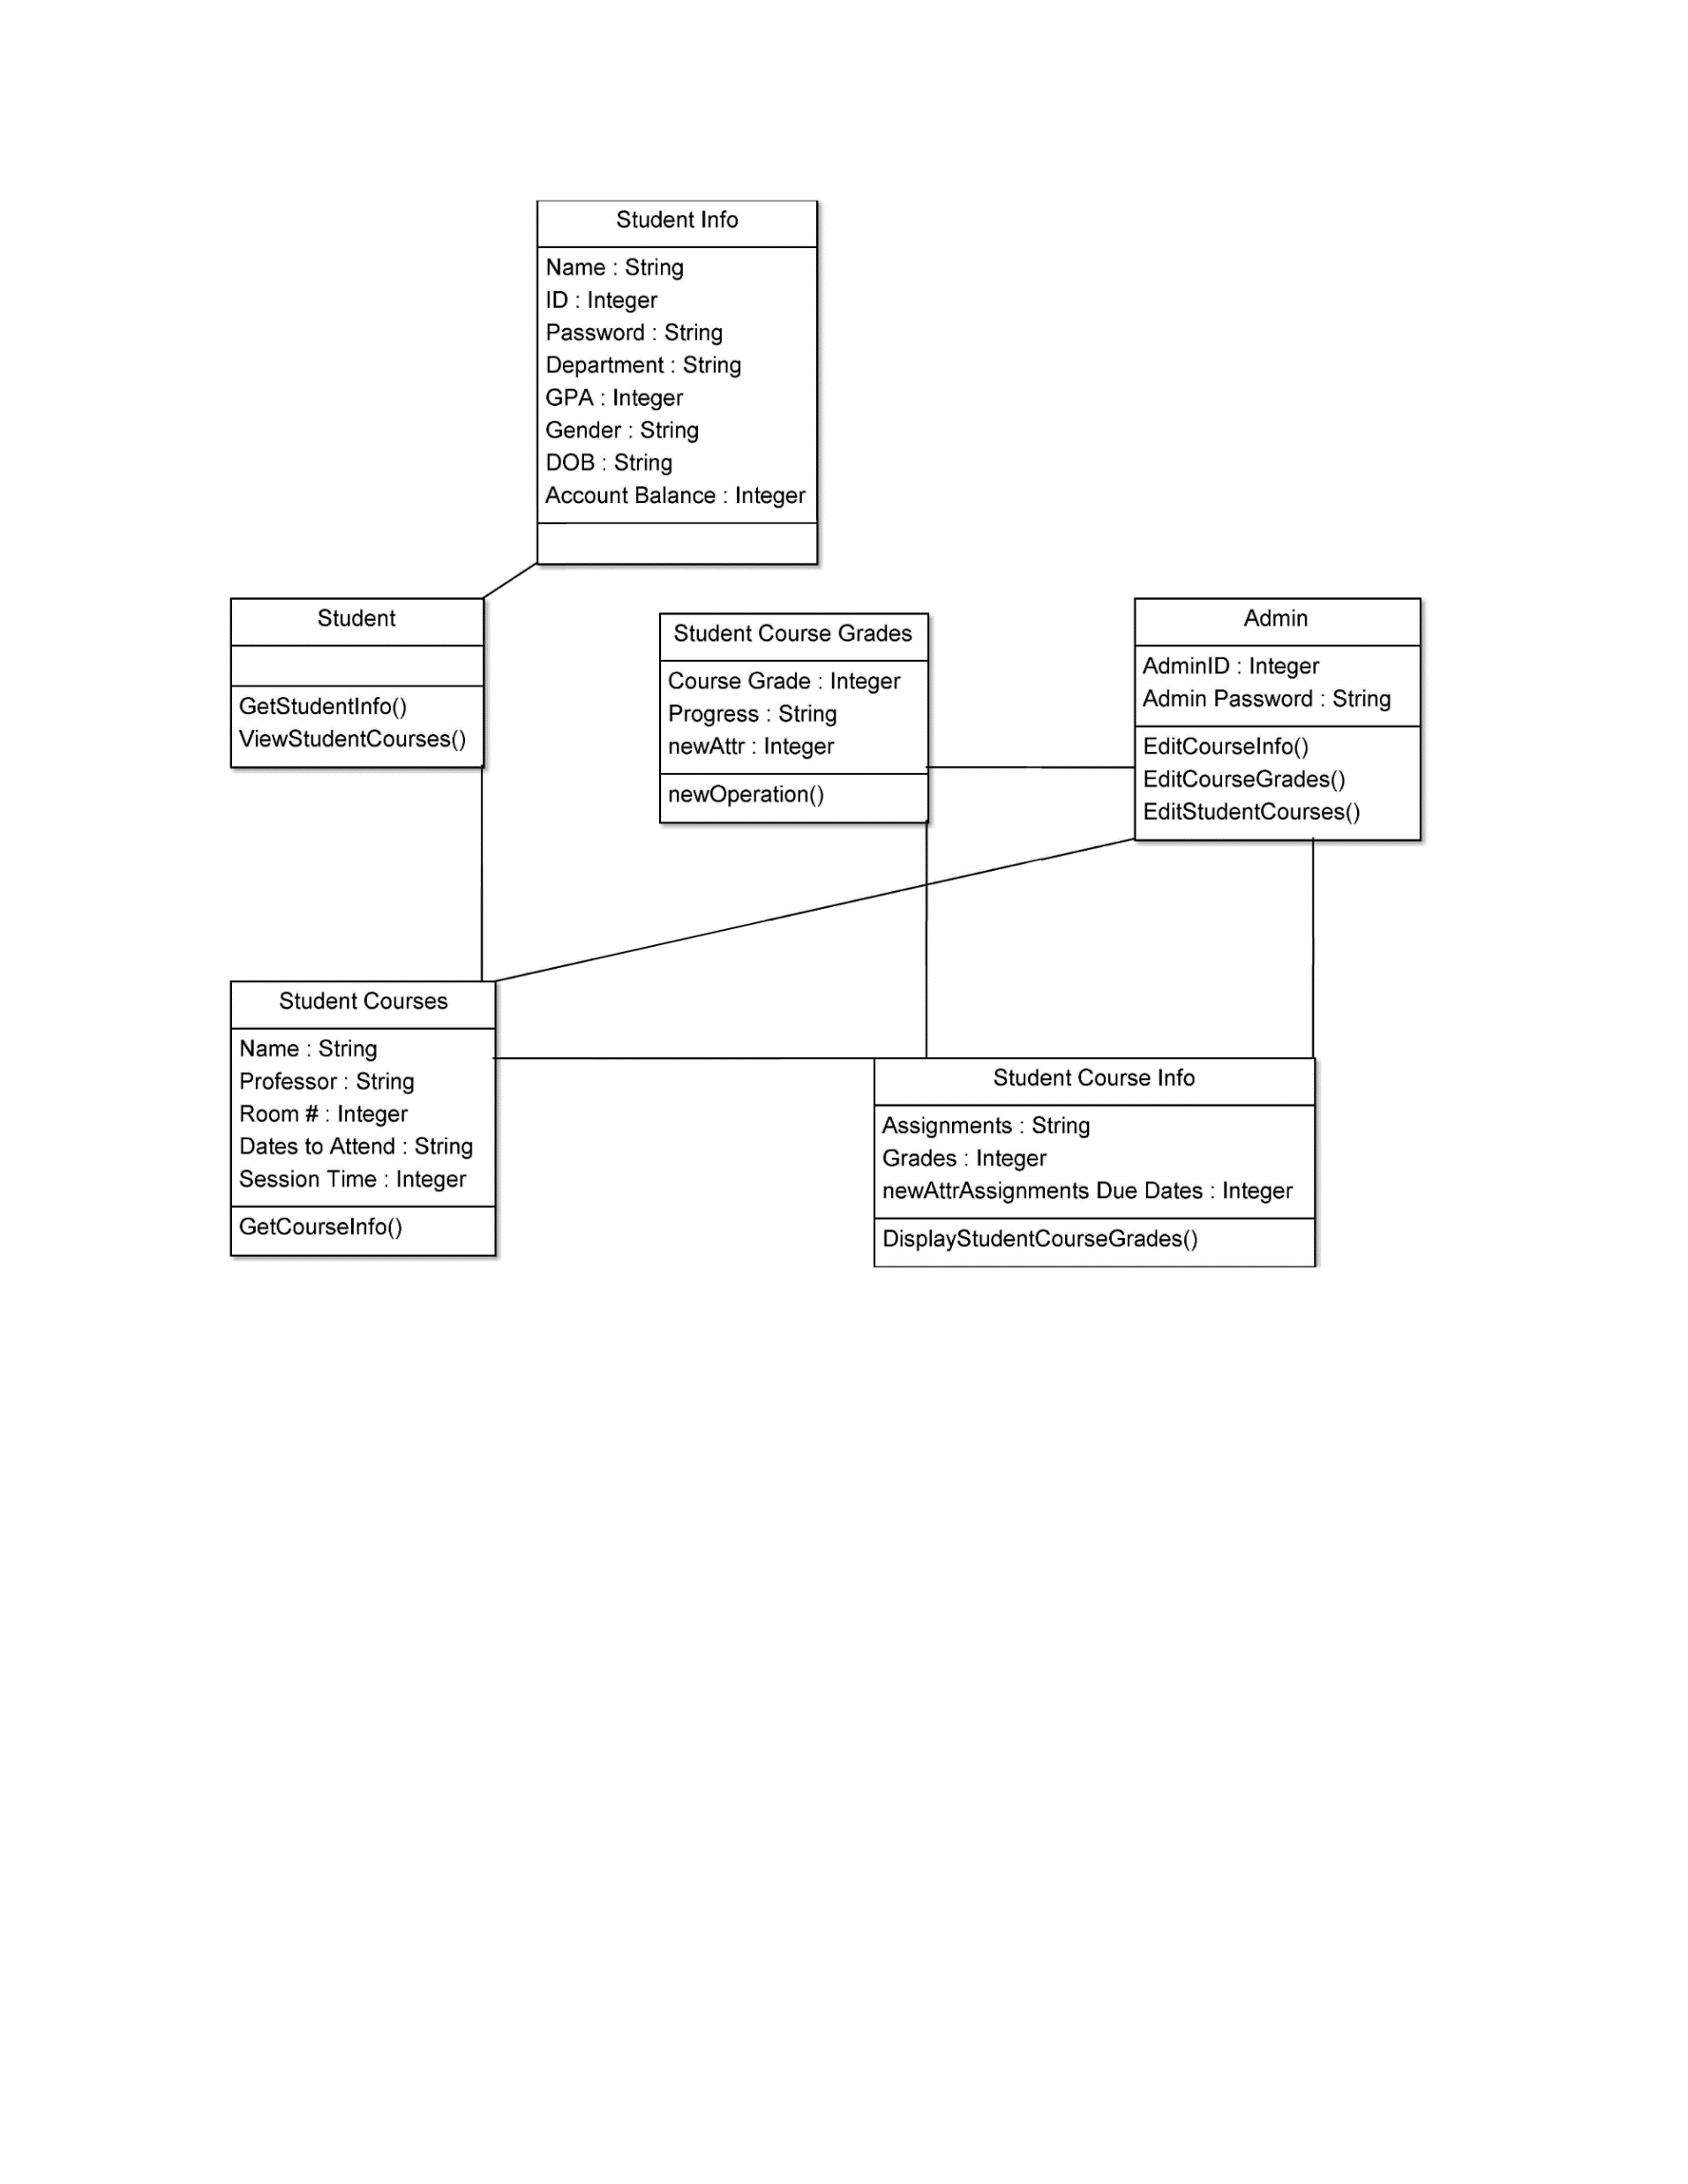 Student Info
Name : String
ID : Integer
Password : String
Department : String
GPA : Integer
Gender : String
DOB : String
Account Balance : Integer
Student
GetStudentInfo()
ViewStudentCourses()
Student Course Grades
Course Grade : Integer
Progress : String
newAttr : Integer
newOperation()
Admin
AdminID : Integer
Admin Password : String
EditCourseInfo()
EditCourseGrades()
EditStudentCourses()
Student Courses
Name : String
Professor : String
Room # : Integer
Dates to Attend : String
Session Time : Integer
GetCourseInfo()
Student Course Info
Assignments : String
Grades : Integer
newAttrAssignments Due Dates : Integer
DisplayStudentCourseGrades()